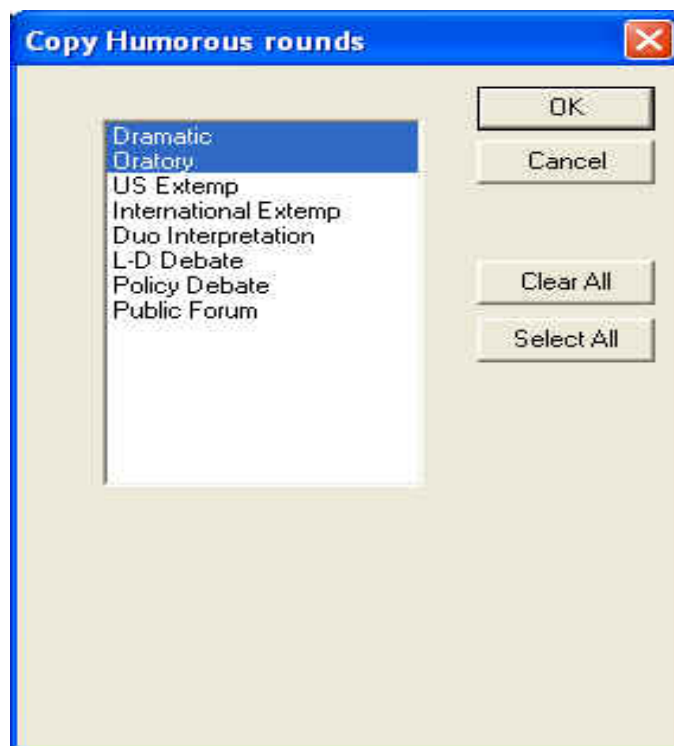 Copy Humorous rounds
Dramatic
Oratory
US Extemp
International Extemp
Duo Interpretation
L-D Debate
Policy Debate
Public Forum
OK
Cancel
Clear All
Select All